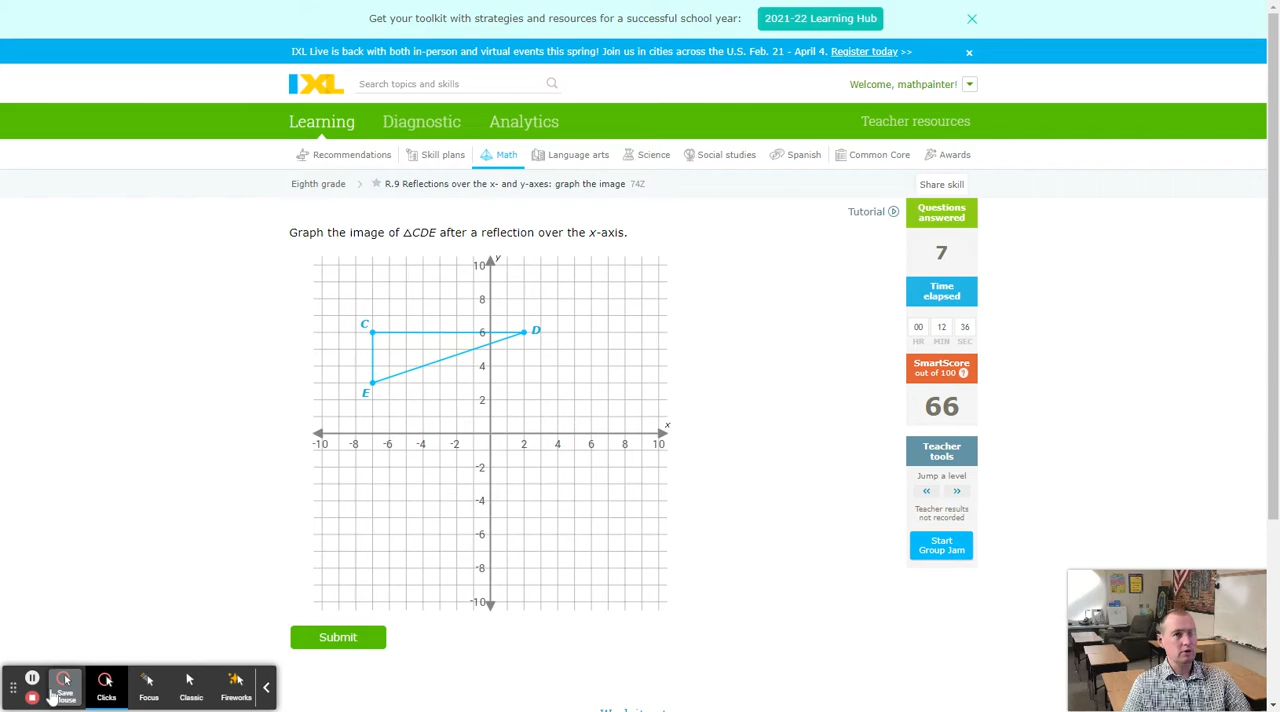 Get your toolkit with strategies and resources for a successful school year:
2021-22 Learning Hub
IXL Live is back with both in-person and virtual events this spring! Join us in cities across the U.S. Feb. 21 - April 4. Register today >>
IXL
Search topics and skills
Welcome, mathpainter!
Learning
Diagnostic
Analytics
Teacher resources
Recommendations
Skill plans
Math
Language arts
Science
Social studies
Spanish
Common Core
Awards
Eighth grade
R.9 Reflections over the x- and y-axes: graph the image 74Z
Share skill
Tutorial
Questions answered
7
Time elapsed
00 12 36
HR MIN SEC
SmartScore
out of 100 ?
66
Teacher tools
Jump a level
« »
Teacher results not recorded
Start Group Jam
Graph the image of △CDE after a reflection over the x-axis.
y
10
8
C
6
D
4
E
2
x
-10 -8 -6 -4 -2 2 4 6 8 10
-2
-4
-6
-8
-10
Submit
Clicks
Focus
Classic
Fireworks